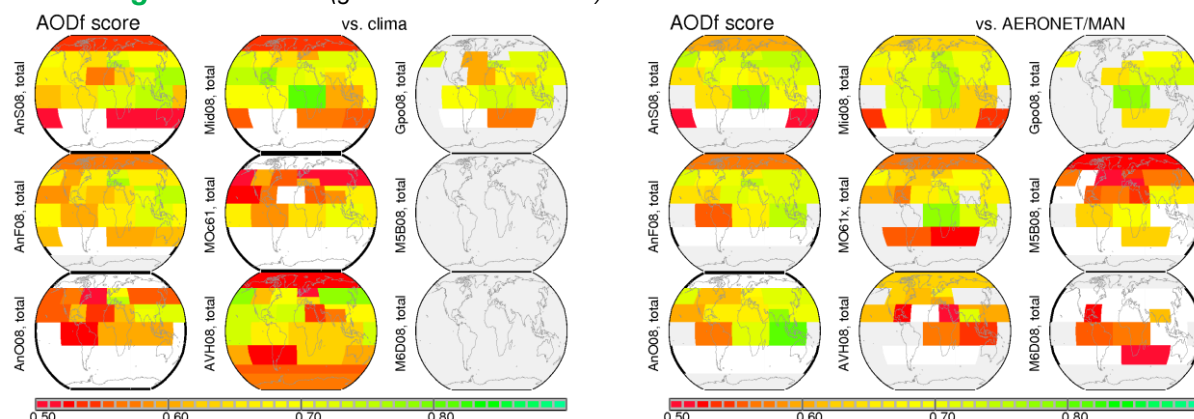 AODf score
vs. clima
AnS08, total
Mid08, total
Gpo08, total
AnF08, total
MOc61, total
M5B08, total
AnO08, total
AVH08, total
M6D08, total
0.50 0.60 0.70 0.80
AODf score
vs. AERONET/MAN
AnS08, total
Mid08, total
Gpo08, total
AnF08, total
MO61x, total
M5B08, total
AnO08, total
AVH08, total
M6D08, total
0.50 0.60 0.70 0.80